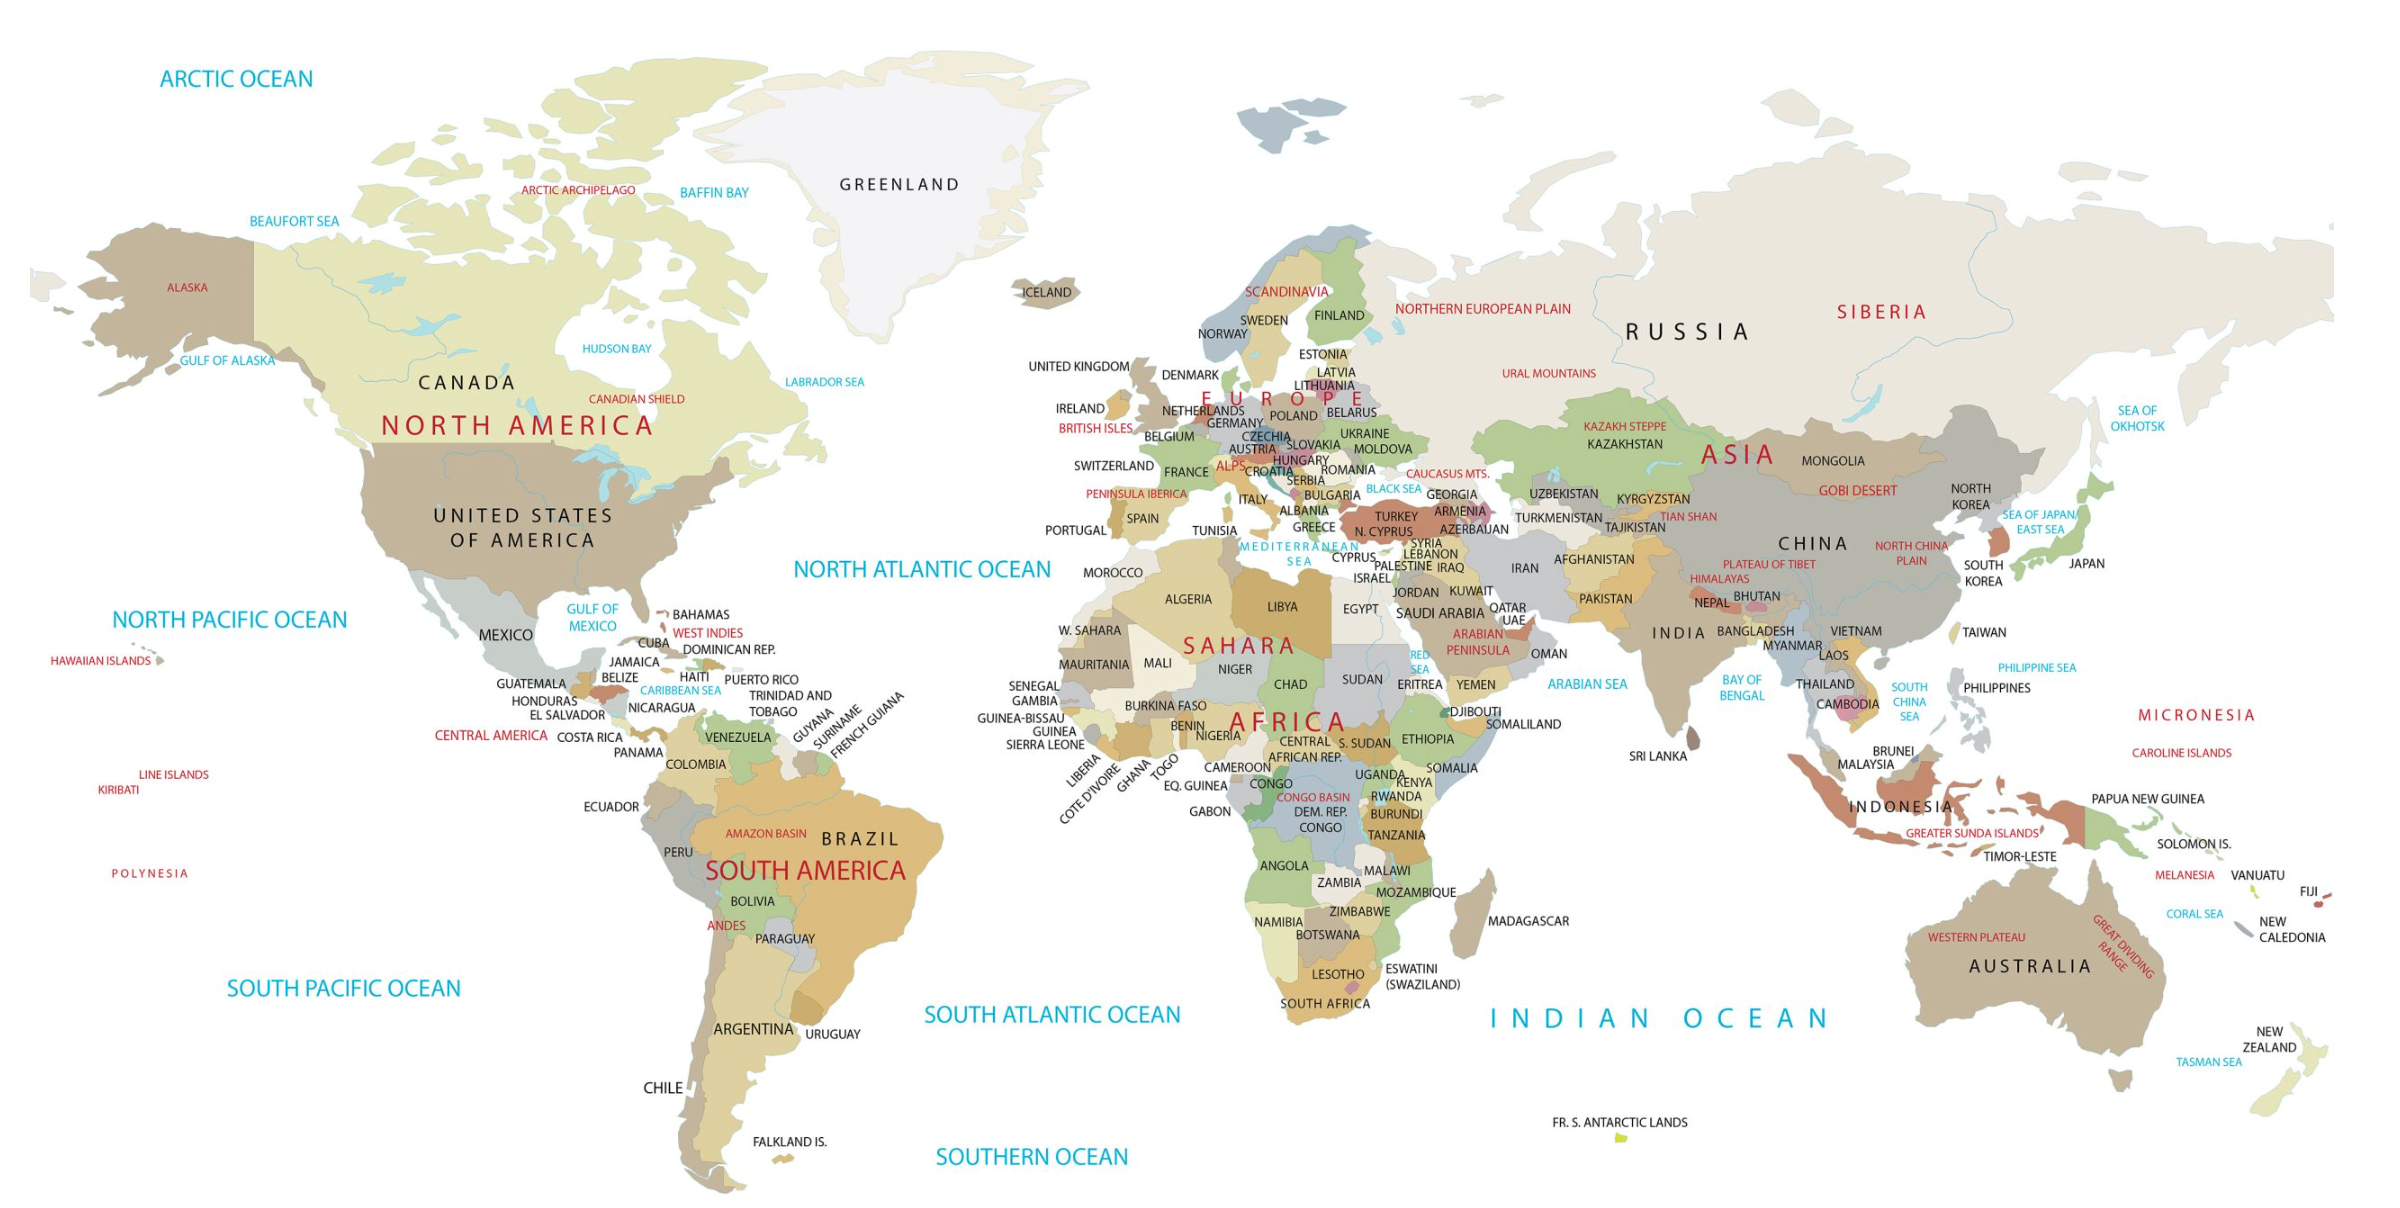 ARCTIC OCEAN
GREENLAND
ARCTIC ARCHIPELAGO
BAFFIN BAY
BEAUFORT SEA
ALASKA
GULF OF ALASKA
HUDSON BAY
CANADA
CANADIAN SHIELD
LABRADOR SEA
NORTH AMERICA
UNITED STATES
OF AMERICA
NORTH ATLANTIC OCEAN
NORTH PACIFIC OCEAN
HAWAIIAN ISLANDS
GULF OF
MEXICO
MEXICO
BAHAMAS
WEST INDIES
CUBA
DOMINICAN REP.
JAMAICA
BELIZE
HAITI
PUERTO RICO
GUATEMALA
CARIBBEAN SEA
HONDURAS
NICARAGUA
TRINIDAD AND
TOBAGO
EL SALVADOR
CENTRAL AMERICA
COSTA RICA
PANAMA
VENEZUELA
GUYANA
SURINAME
FRENCH GUIANA
COLOMBIA
LINE ISLANDS
KIRIBATI
POLYNESIA
ECUADOR
AMAZON BASIN
BRAZIL
PERU
SOUTH AMERICA
BOLIVIA
ANDES
PARAGUAY
SOUTH PACIFIC OCEAN
ARGENTINA
URUGUAY
CHILE
FALKLAND IS.
SOUTH ATLANTIC OCEAN
SOUTHERN OCEAN
ICELAND
SCANDINAVIA
NORWAY
SWEDEN
FINLAND
NORTHERN EUROPEAN PLAIN
RUSSIA
SIBERIA
URAL MOUNTAINS
UNITED KINGDOM
DENMARK
ESTONIA
LATVIA
LITHUANIA
EUROPE
IRELAND
BRITISH ISLES
NETHERLANDS
GERMANY
POLAND
BELARUS
BELGIUM
CZECHIA
SLOVAKIA
UKRAINE
AUSTRIA
MOLDOVA
SWITZERLAND
FRANCE
ALPS
HUNGARY
CROATIA
ROMANIA
SERBIA
PENINSULA IBERICA
ITALY
BULGARIA
BLACK SEA
CAUCASUS MTS.
GEORGIA
PORTUGAL
SPAIN
ALBANIA
ARMENIA
TUNISIA
GREECE
TURKEY
N. CYPRUS
AZERBAIJAN
MEDITERRANEAN
SEA
CYPRUS
SYRIA
LEBANON
PALESTINE
IRAQ
ISRAEL
JORDAN
KUWAIT
IRAN
KAZAKH STEPPE
KAZAKHSTAN
ASIA
MONGOLIA
GOBI DESERT
UZBEKISTAN
KYRGYZSTAN
TURKMENISTAN
TAJIKISTAN
TIAN SHAN
AFGHANISTAN
PAKISTAN
CHINA
NORTH CHINA
PLAIN
PLATEAU OF TIBET
HIMALAYAS
NEPAL
BHUTAN
NORTH
KOREA
SEA OF JAPAN/
EAST SEA
SOUTH
KOREA
JAPAN
SEA OF
OKHOTSK
MOROCCO
ALGERIA
LIBYA
EGYPT
SAUDI ARABIA
QATAR
UAE
ARABIAN
PENINSULA
OMAN
W. SAHARA
SAHARA
MAURITANIA
MALI
NIGER
CHAD
SUDAN
RED
SEA
ERITREA
YEMEN
ARABIAN SEA
SENEGAL
GAMBIA
GUINEA-BISSAU
GUINEA
SIERRA LEONE
BURKINA FASO
BENIN
NIGERIA
AFRICA
DJIBOUTI
SOMALILAND
ETHIOPIA
CENTRAL
AFRICAN REP.
S. SUDAN
LIBERIA
COTE D'IVOIRE
GHANA
TOGO
CAMEROON
EQ. GUINEA
GABON
CONGO
CONGO BASIN
DEM. REP.
CONGO
UGANDA
KENYA
SOMALIA
RWANDA
BURUNDI
TANZANIA
ANGOLA
ZAMBIA
MALAWI
MOZAMBIQUE
NAMIBIA
ZIMBABWE
BOTSWANA
MADAGASCAR
LESOTHO
ESWATINI
(SWAZILAND)
SOUTH AFRICA
INDIAN OCEAN
FR. S. ANTARCTIC LANDS
INDIA
BANGLADESH
MYANMAR
VIETNAM
LAOS
TAIWAN
THAILAND
CAMBODIA
BAY OF
BENGAL
SOUTH
CHINA
SEA
PHILIPPINE SEA
PHILIPPINES
SRI LANKA
BRUNEI
MALAYSIA
INDONESIA
GREATER SUNDA ISLANDS
TIMOR-LESTE
MICRONESIA
CAROLINE ISLANDS
PAPUA NEW GUINEA
SOLOMON IS.
MELANESIA
VANUATU
FIJI
CORAL SEA
NEW
CALEDONIA
WESTERN PLATEAU
GREAT DIVIDING
RANGE
AUSTRALIA
NEW
ZEALAND
TASMAN SEA